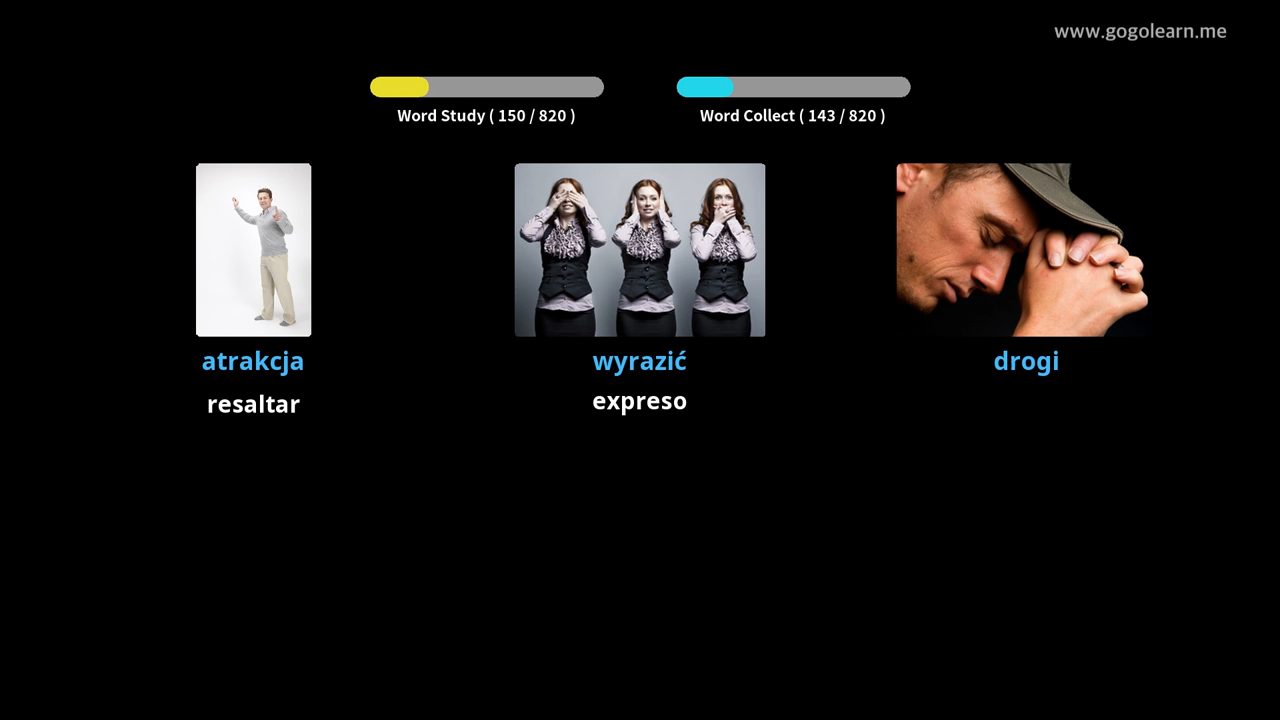 www.gogolearn.me
Word Study ( 150 / 820 )
Word Collect ( 143 / 820 )
atrakcja
wyrazić
drogi
resaltar
expreso